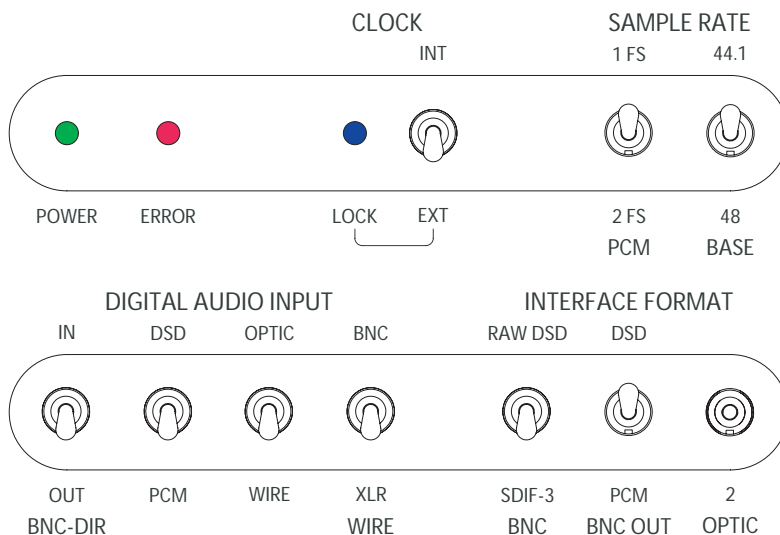 CLOCK SAMPLE RATE
INT 1 FS 44.1
POWER ERROR LOCK EXT 2 FS 48
PCM BASE
DIGITAL AUDIO INPUT INTERFACE FORMAT
IN DSD OPTIC BNC RAW DSD DSD
OUT PCM WIRE XLR SDIF-3 PCM 2
BNC-DIR WIRE BNC BNC OUT OPTIC